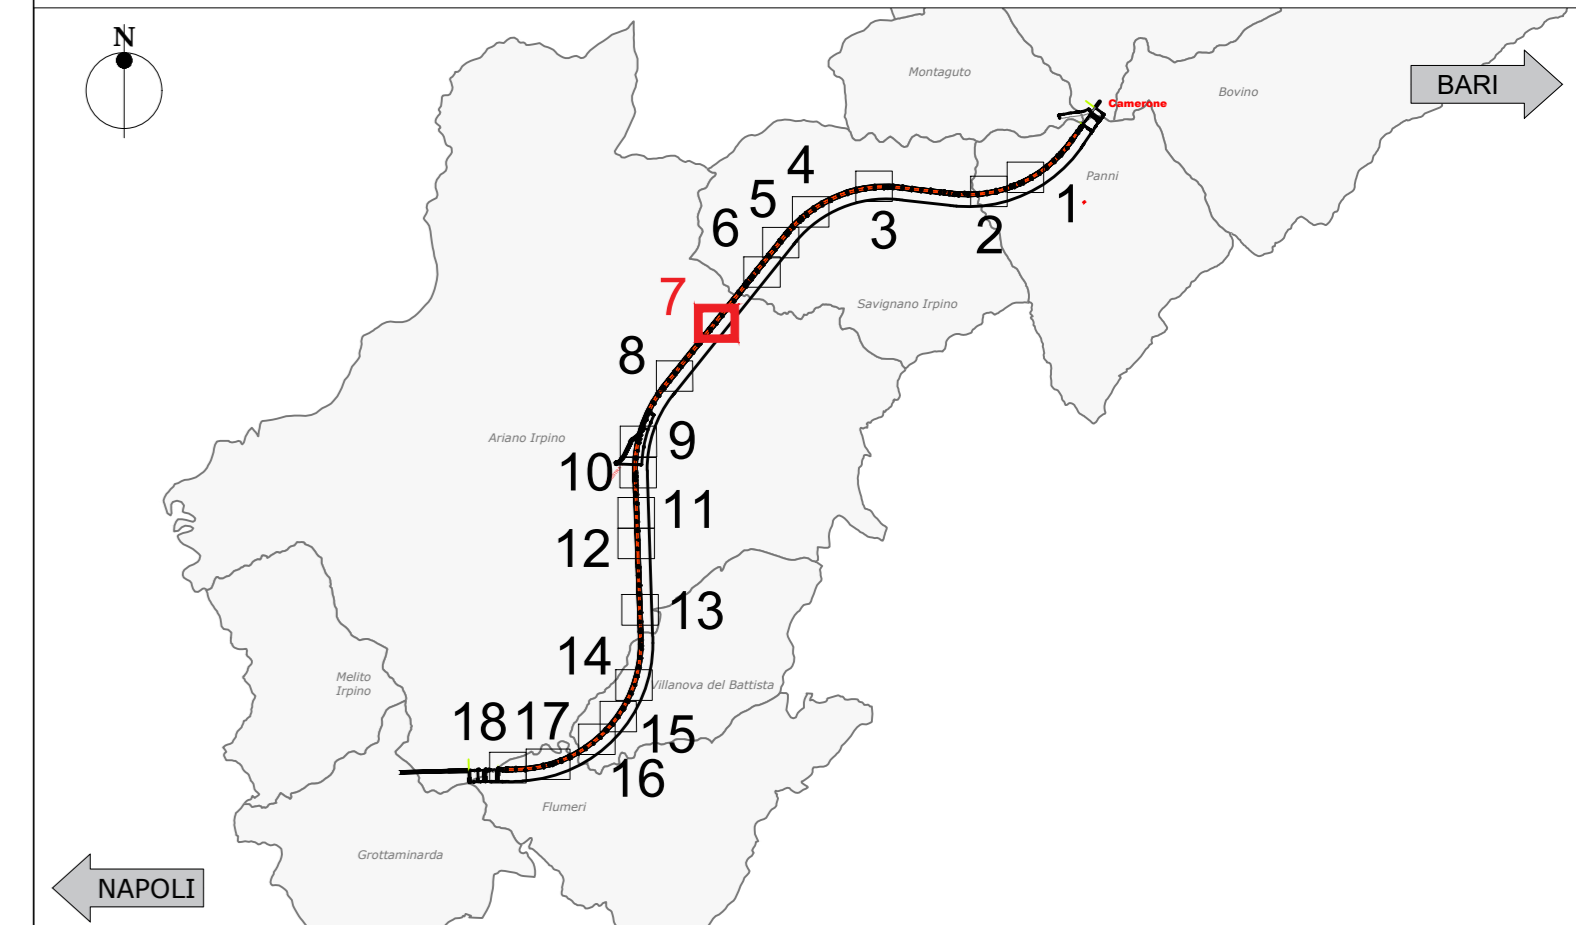 N
Montaguto
Bovino
BARI
Camerone
4
Panni
5
1
6
3
2
7
Savignano Irpino
8
Ariano Irpino
9
10
11
12
13
14
Melito
Irpino
Villanova del Battista
18
17
15
16
Flumeri
Grottaminarda
NAPOLI